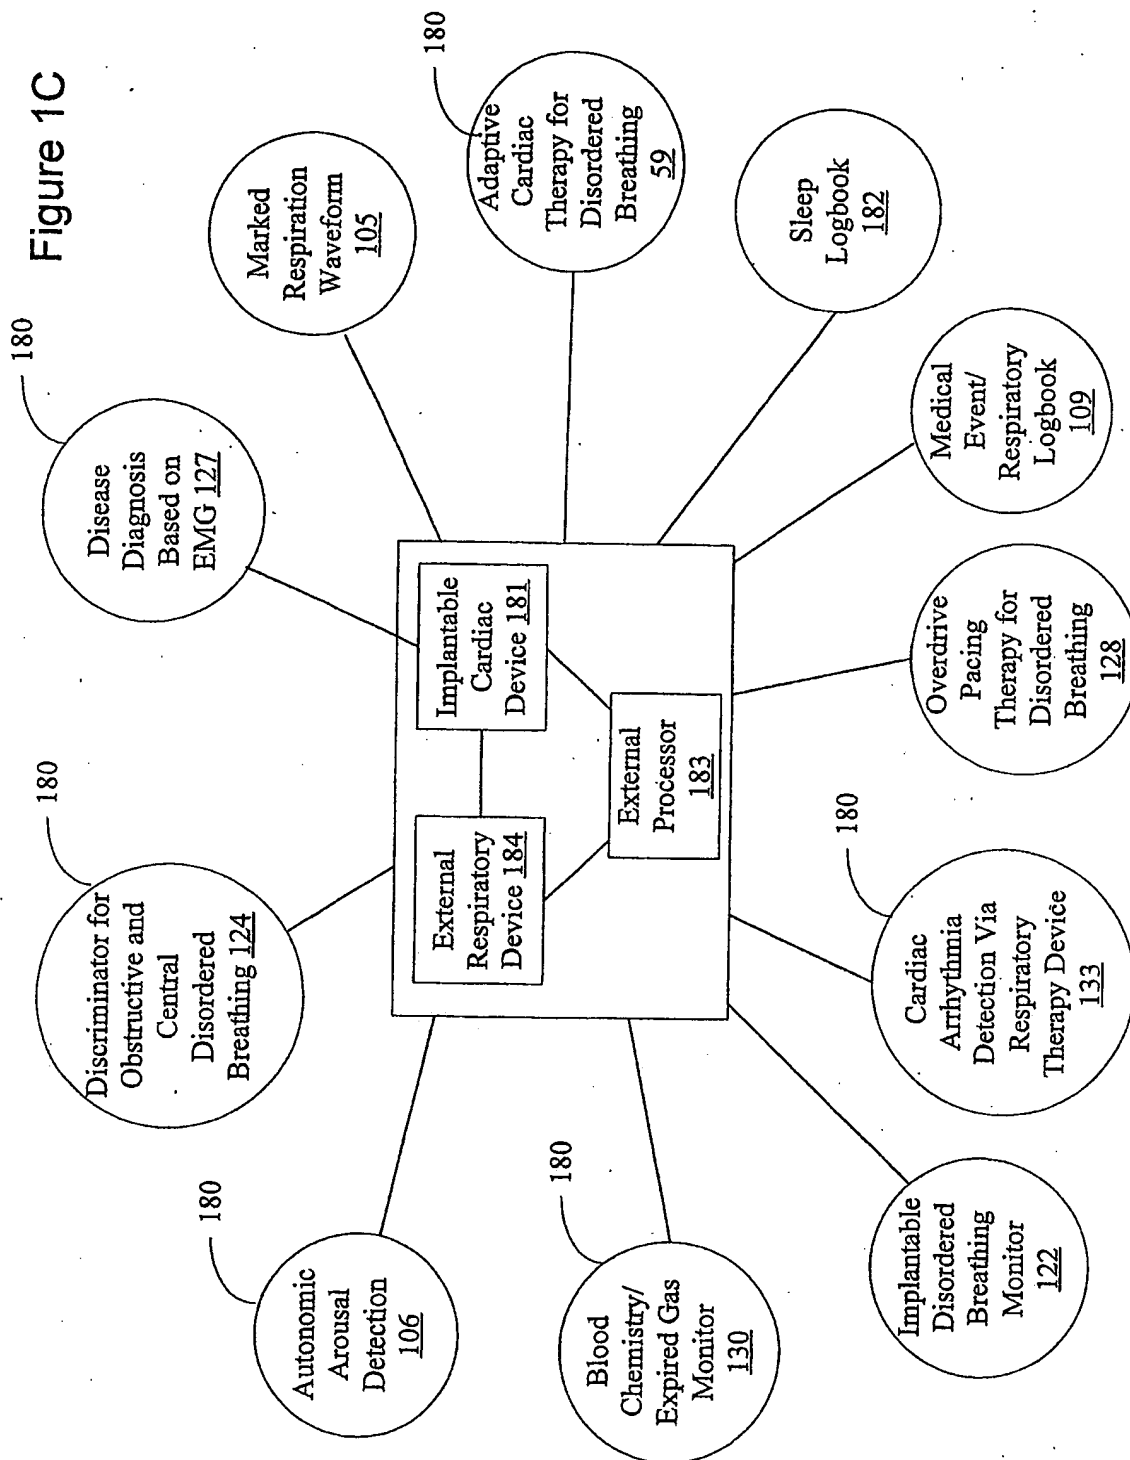 Figure 1C
180
Discriminator for
Obstructive and
Central
Disordered
Breathing 124
180
Disease
Diagnosis
Based on
EMG 127
Marked
Respiration
Waveform
105
180
Adaptive
Cardiac
Therapy for
Disordered
Breathing
59
180
Autonomic
Arousal
Detection
106
External
Respiratory
Device 184
Implantable
Cardiac
Device 181
External
Processor
183
Sleep
Logbook
182
180
Blood
Chemistry/
Expired Gas
Monitor
130
Implantable
Disordered
Breathing
Monitor
122
180
Cardiac
Arrhythmia
Detection Via
Respiratory
Therapy Device
133
Overdrive
Pacing
Therapy for
Disordered
Breathing
128
Medical
Event/
Respiratory
Logbook
109